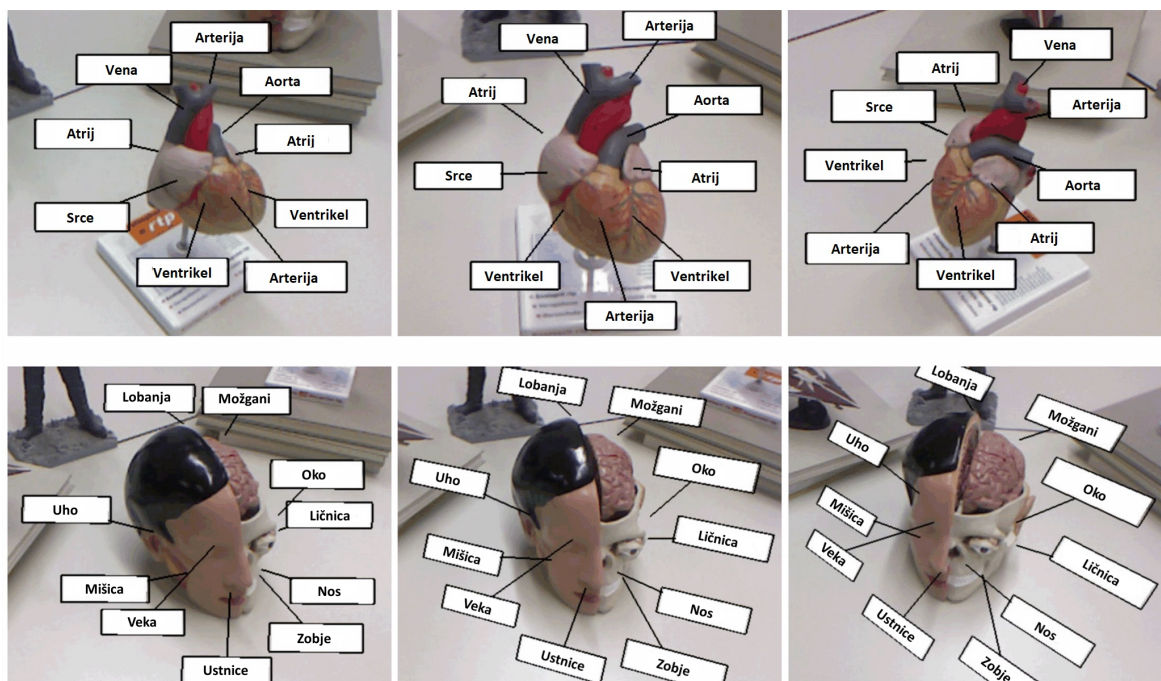 Arterija
Vena
Aorta
Atrij
Atrij
Srce
Ventrikel
Ventrikel
Arterija
rtp
Vena
Arterija
Atrij
Aorta
Srce
Atrij
Ventrikel
Ventrikel
Arterija
Vena
Atrij
Srce
Arterija
Ventrikel
Aorta
Arterija
Atrij
Ventrikel
Lobanja
Možgani
Oko
Uho
Ličnica
Mišica
Nos
Veka
Zobje
Ustnice
Lobanja
Možgani
Uho
Oko
Mišica
Ličnica
Veka
Nos
Ustnice
Zobje
Lobanja
Možgani
Uho
Oko
Mišica
Veka
Ličnica
Ustnice
Nos
Zobje